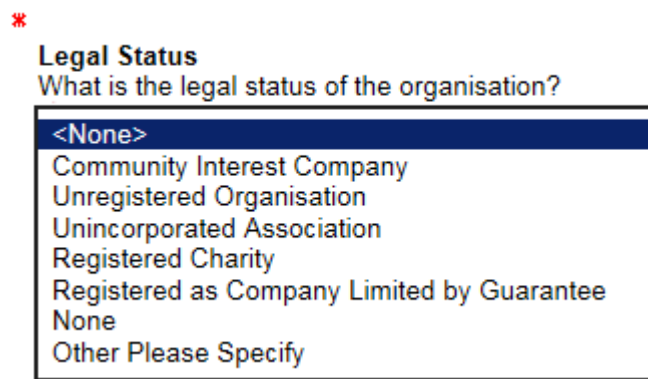 *
Legal Status
What is the legal status of the organisation?
<None>
Community Interest Company
Unregistered Organisation
Unincorporated Association
Registered Charity
Registered as Company Limited by Guarantee
None
Other Please Specify